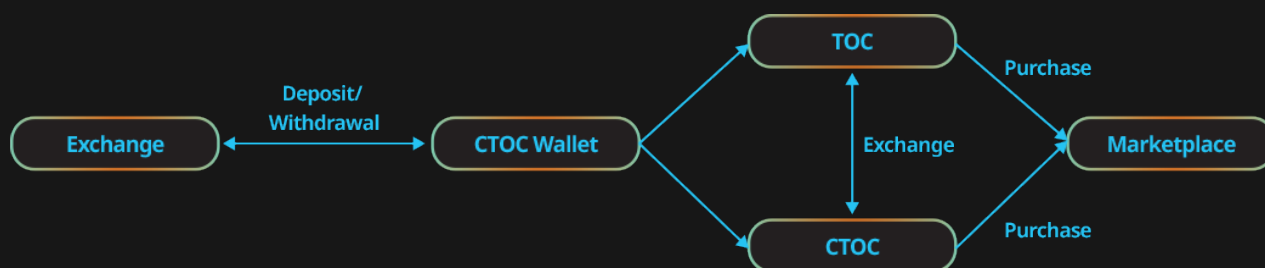 TOC
Purchase
Deposit/
Withdrawal
Exchange
CTOC Wallet
Exchange
Marketplace
Purchase
CTOC